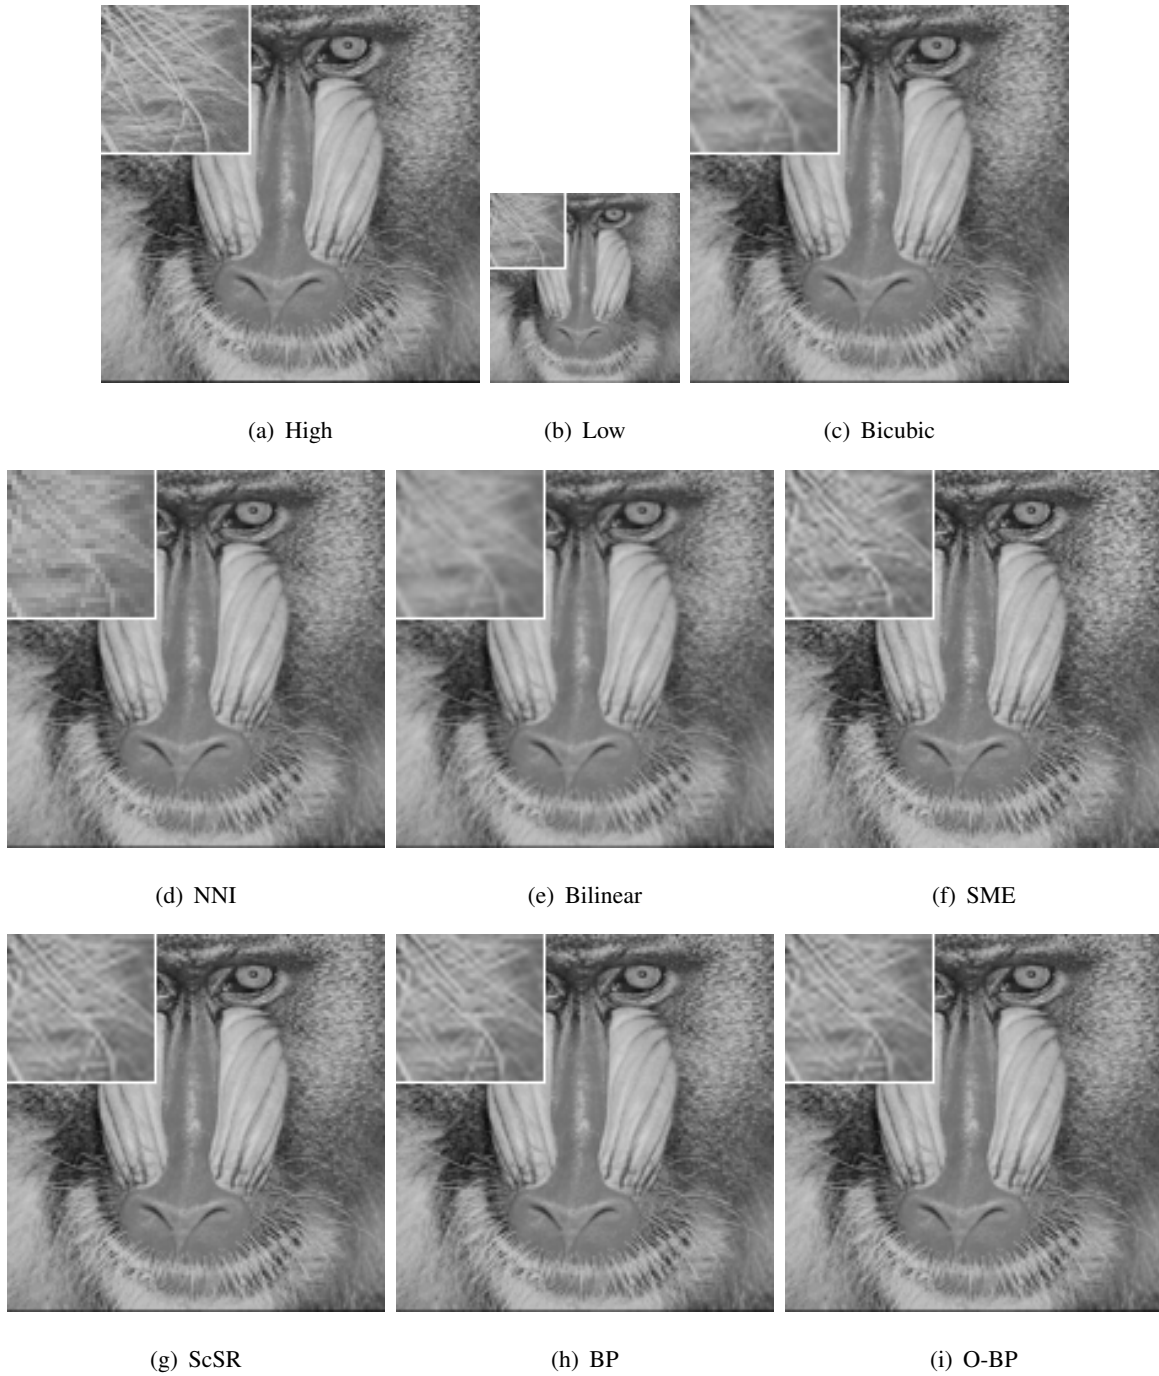 (a) High
(b) Low
(c) Bicubic
(d) NNI
(e) Bilinear
(f) SME
(g) ScSR
(h) BP
(i) O-BP